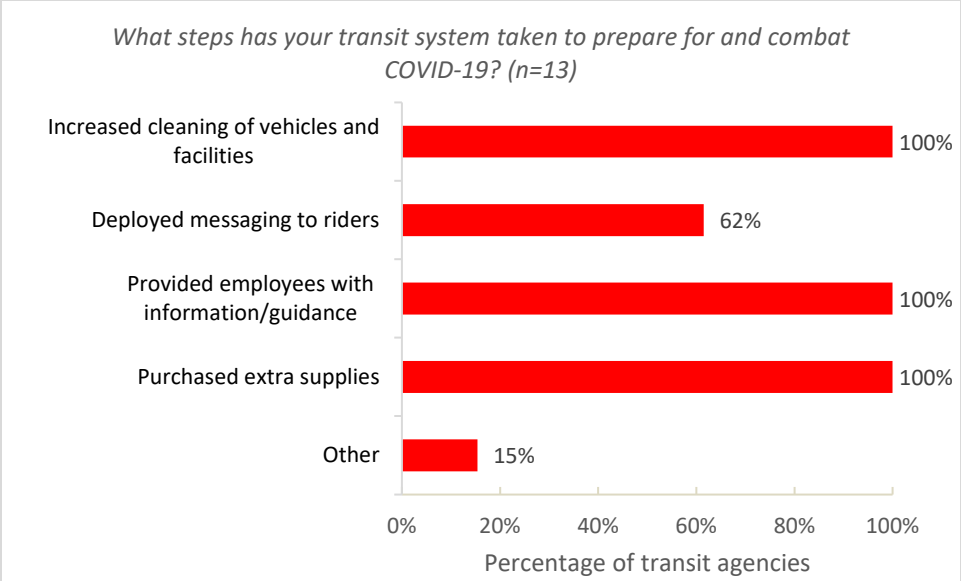 What steps has your transit system taken to prepare for and combat
COVID-19? (n=13)
Increased cleaning of vehicles and
facilities
100%
Deployed messaging to riders
62%
Provided employees with
information/guidance
100%
Purchased extra supplies
100%
Other
15%
0% 20% 40% 60% 80% 100%
Percentage of transit agencies